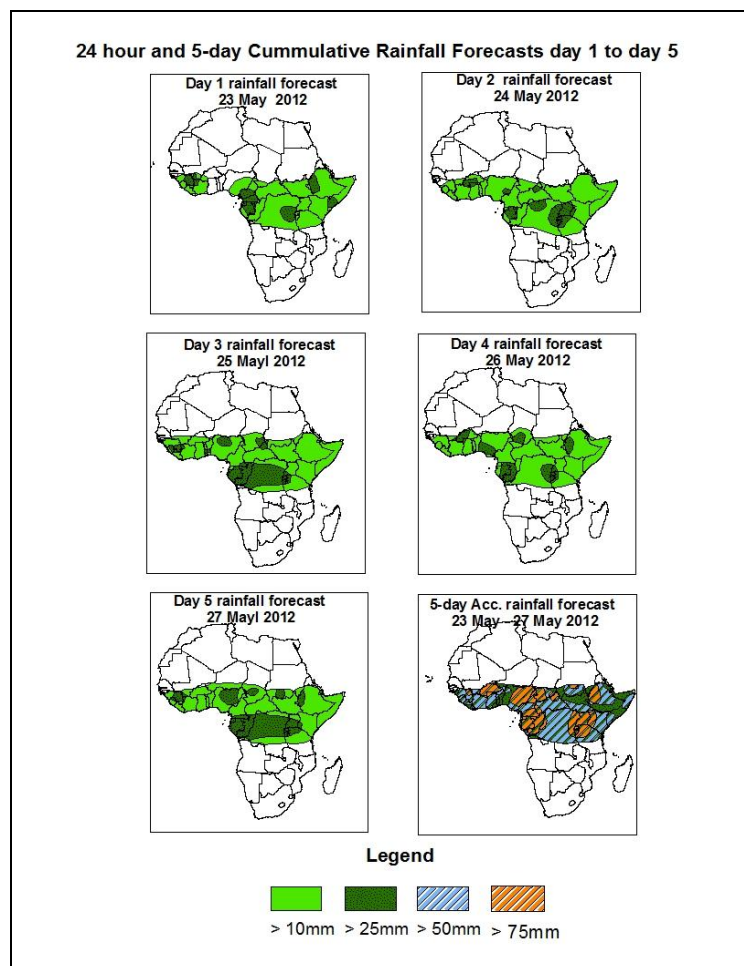 24 hour and 5-day Cummulative Rainfall Forecasts day 1 to day 5
Day 1 rainfall forecast
23 May 2012
Day 2 rainfall forecast
24 May 2012
Day 3 rainfall forecast
25 Mayl 2012
Day 4 rainfall forecast
26 May 2012
Day 5 rainfall forecast
27 Mayl 2012
5-day Acc. rainfall forecast
23 May - 27 May 2012
Legend
> 10mm > 25mm > 50mm > 75mm